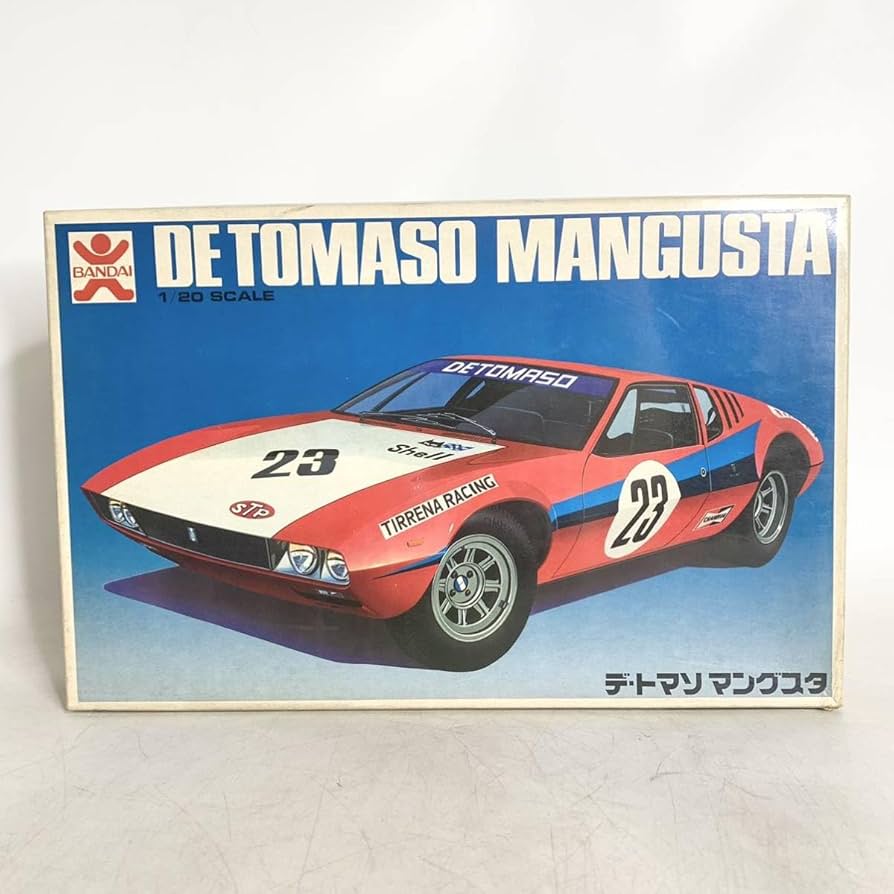 BANDAI
DE TOMASO MANGUSTA
1/20 SCALE
DETOMASO
23
Shell
STP
TIRRENA RACING
23
CHAMPION
デ・トマソ マングスタ